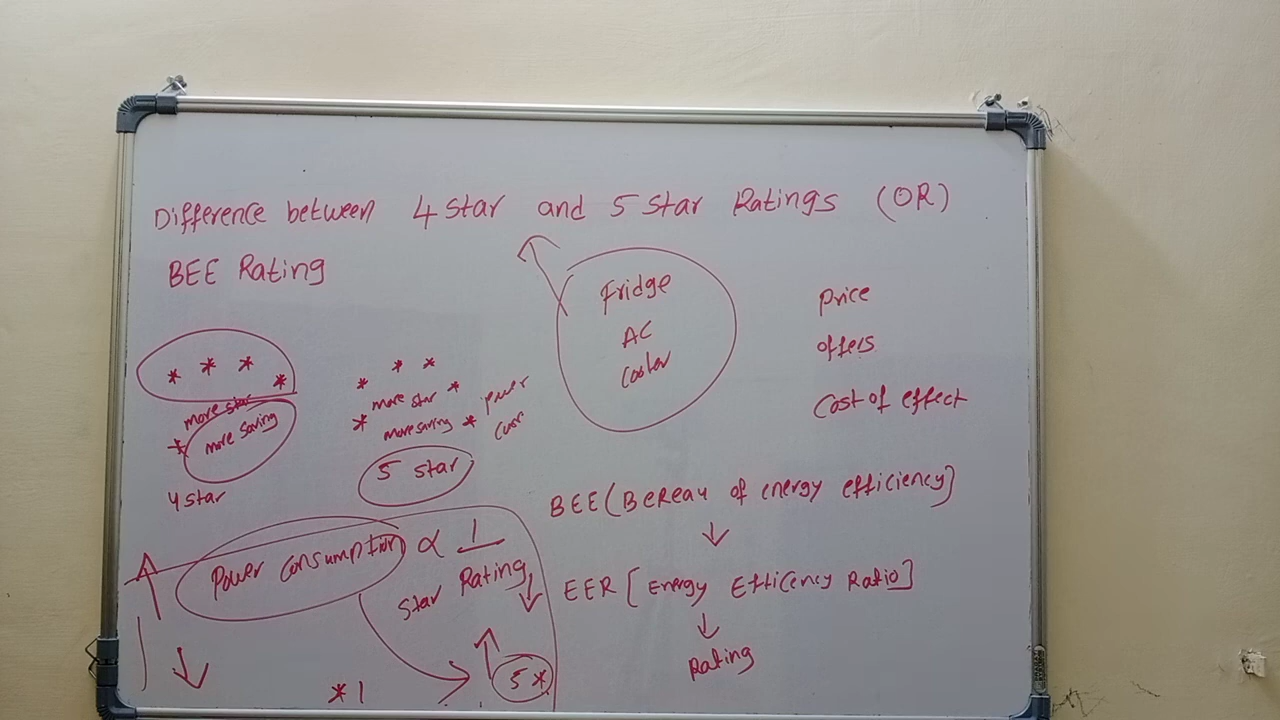 Difference between 4 Star and 5 Star Ratings (OR)
BEE Rating
Fridge
AC
Cooler
Price
offers
Cost of effect
* * * *
more star
* more saving
4 star
* * * *
more star
* more saving *
5 star
power
BEE (Bereau of energy efficiency]
↓
EER [Energy Efficency Ratio]
↓
Rating
Power consumption ∝ 1
Star Rating
* 1
5 *